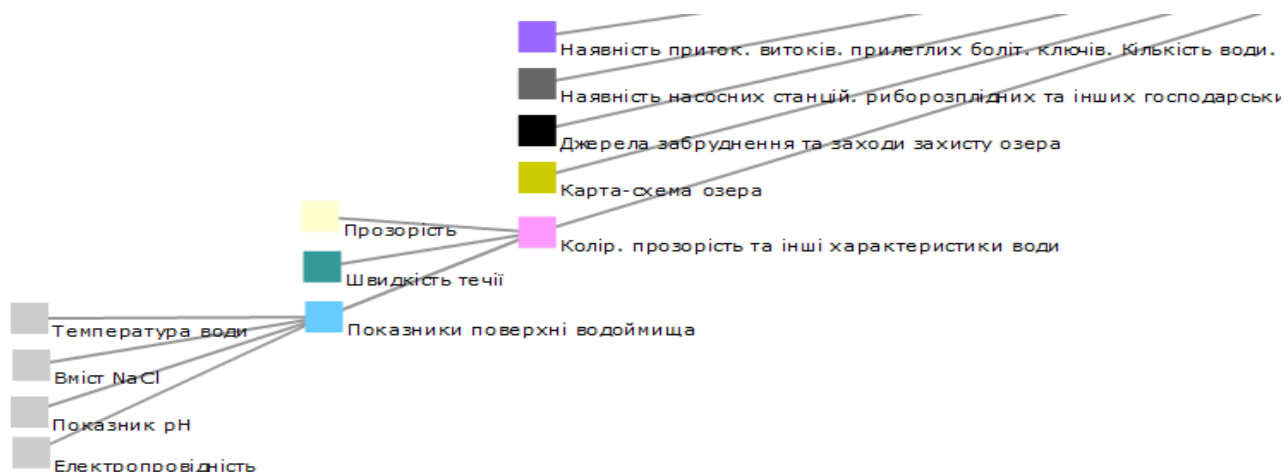 Наявність приток. витоків. прилеглих боліт. ключів. Кількість води.
Наявність насосних станцій. риборозплідних та інших господарськи
Джерела забруднення та заходи захисту озера
Карта-схема озера
Прозорість
Колір. прозорість та інші характеристики води
Швидкість течії
Температура води
Показники поверхні водоймища
Вміст NaCl
Показник pH
Електропровідність